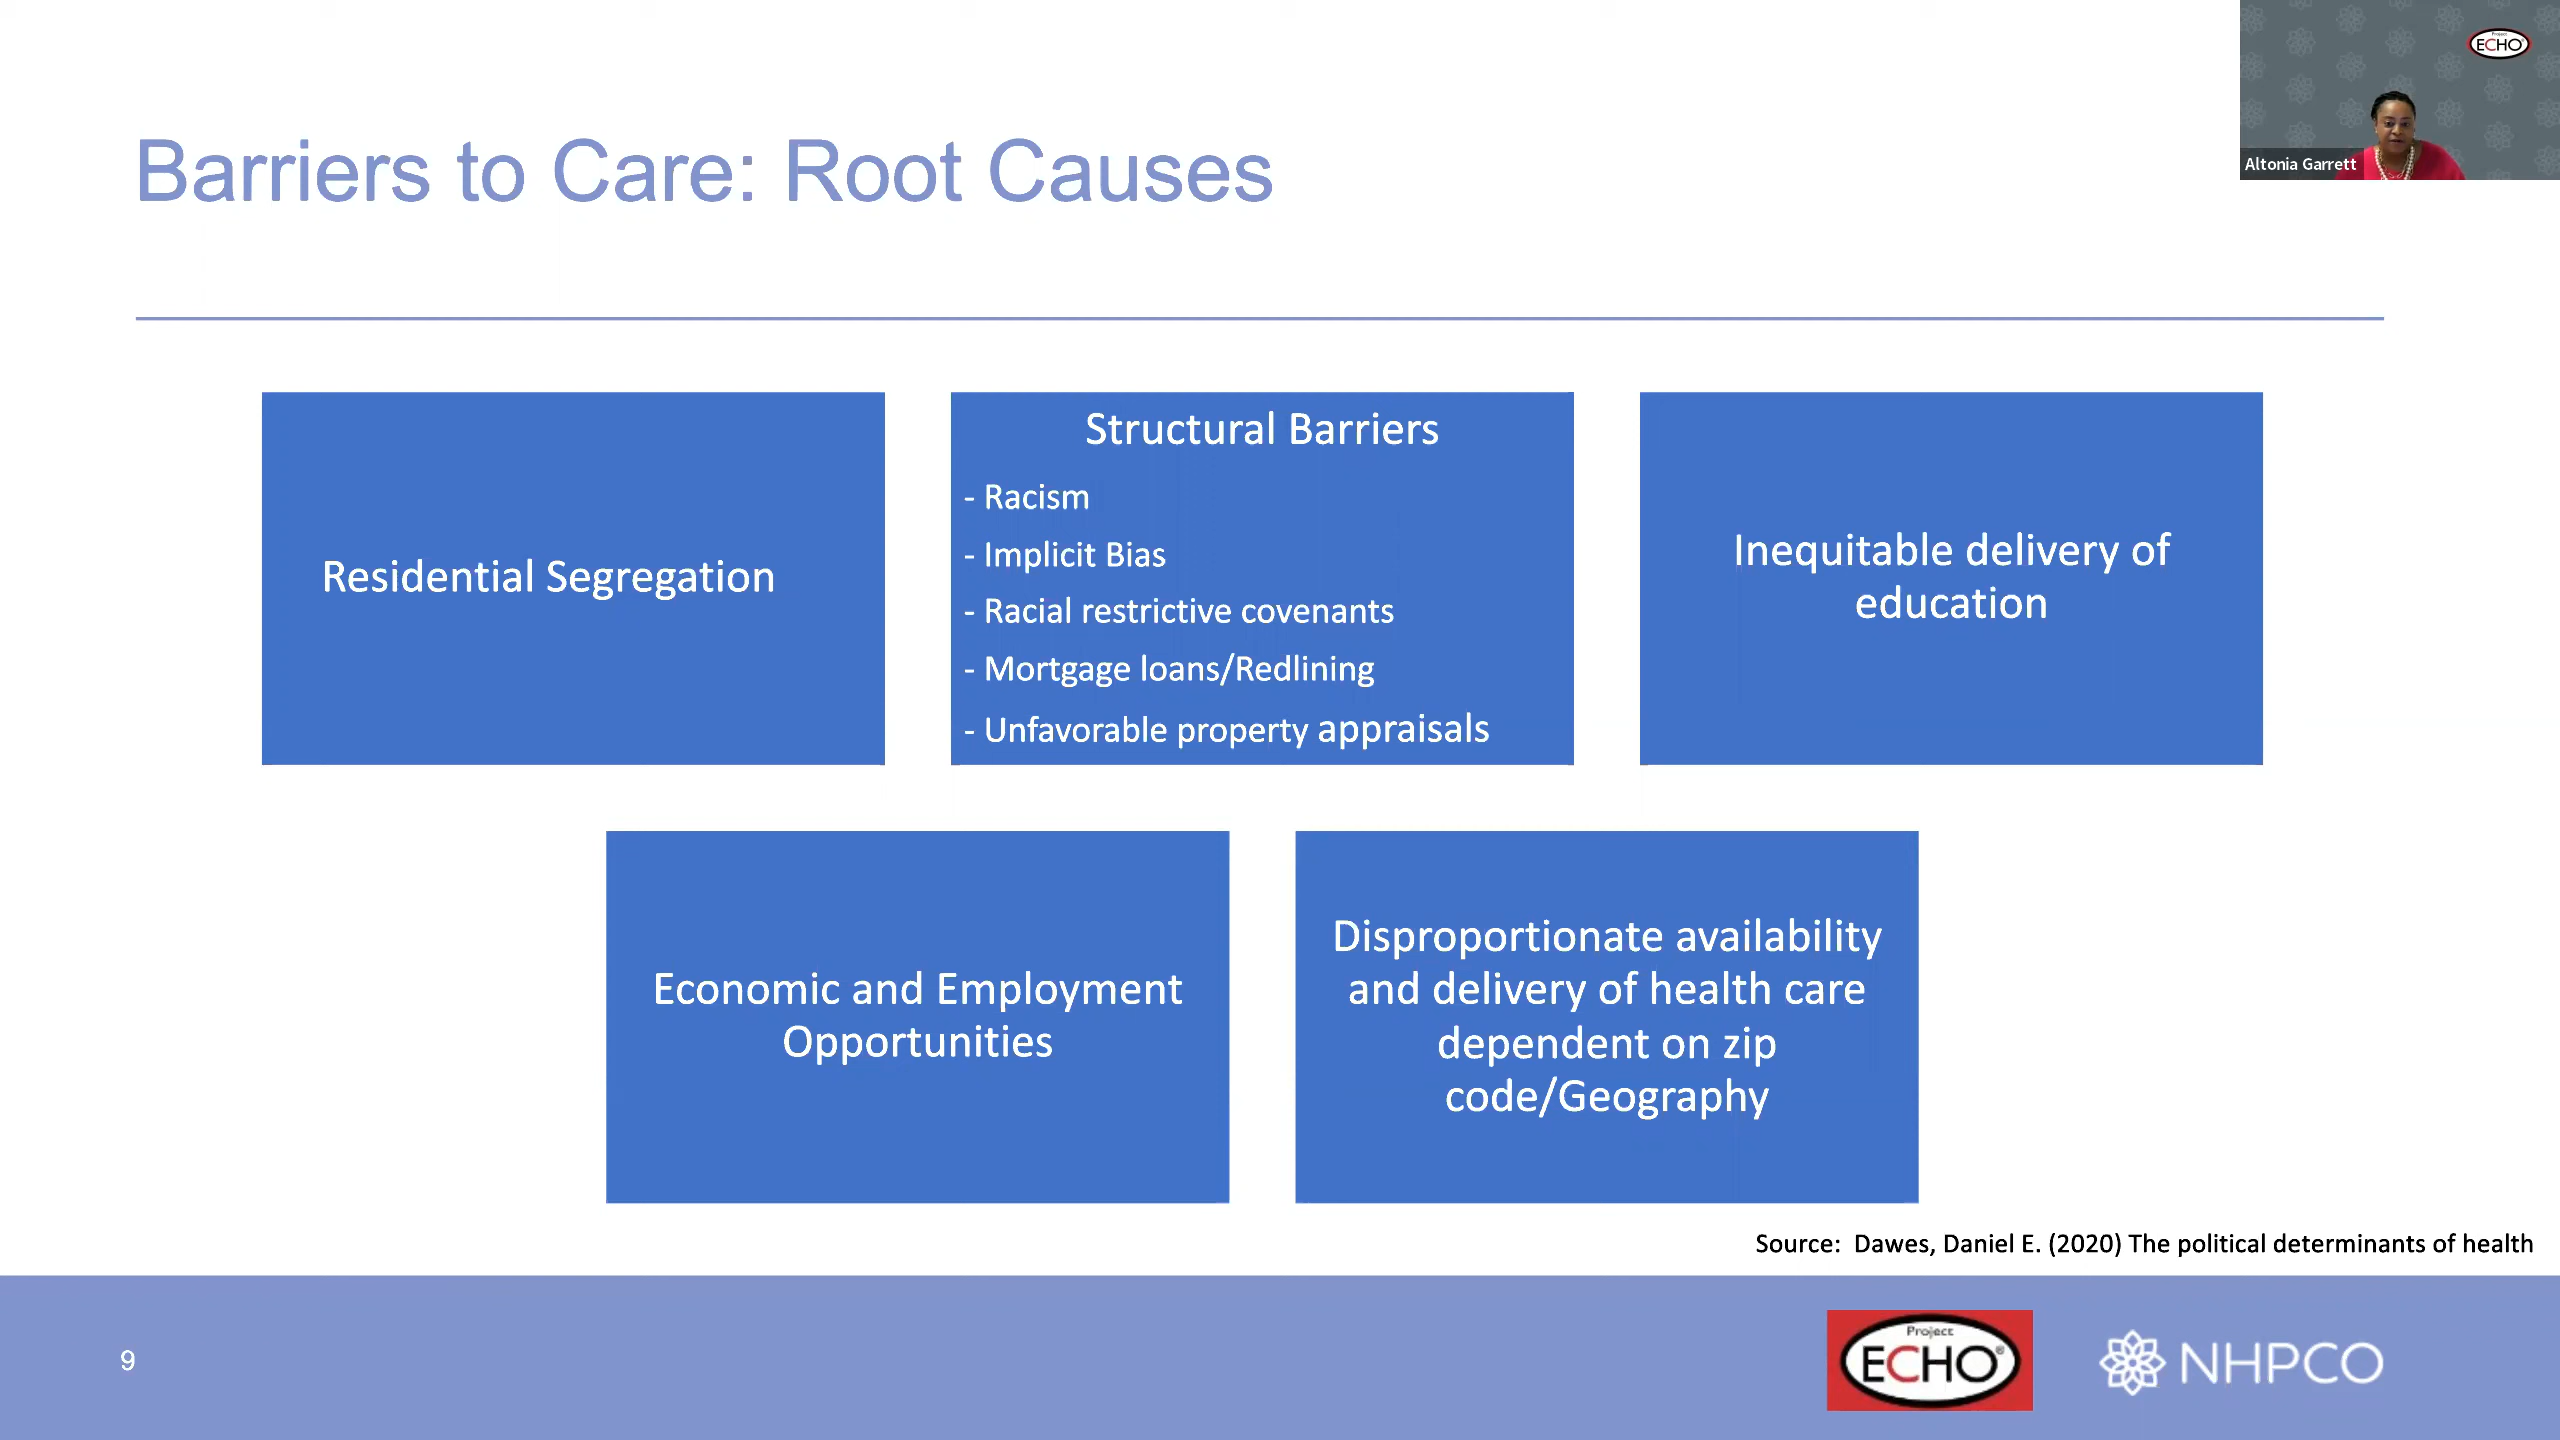 Project
ECHO
Altonia Garrett
Barriers to Care: Root Causes
Residential Segregation
Structural Barriers
- Racism
- Implicit Bias
- Racial restrictive covenants
- Mortgage loans/Redlining
- Unfavorable property appraisals
Inequitable delivery of
education
Economic and Employment
Opportunities
Disproportionate availability
and delivery of health care
dependent on zip
code/Geography
Source: Dawes, Daniel E. (2020) The political determinants of health
9
Project
ECHO®
NHPCO